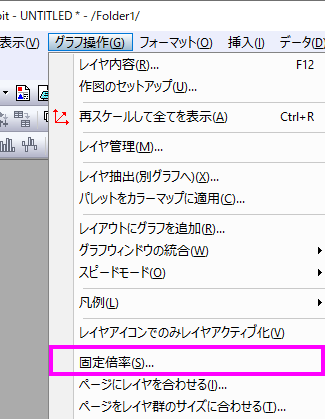 bit - UNTITLED * - /Folder1/
表示(V) グラフ操作(G) フォーマット(O) 挿入(I) データ(D)
レイヤ内容(R)... F12
作図のセットアップ(U)...
再スケールして全てを表示(A) Ctrl+R
レイヤ管理(M)...
レイヤ抽出(別グラフへ)(X)...
パレットをカラーマップに適用(C)...
レイアウトにグラフを追加(R)...
グラフウィンドウの統合(W)
スピードモード(O)
凡例(L)
レイヤアイコンでのみレイヤアクティブ化(V)
固定倍率(S)...
ページにレイヤを合わせる(I)...
ページをレイヤ群のサイズに合わせる(T)...